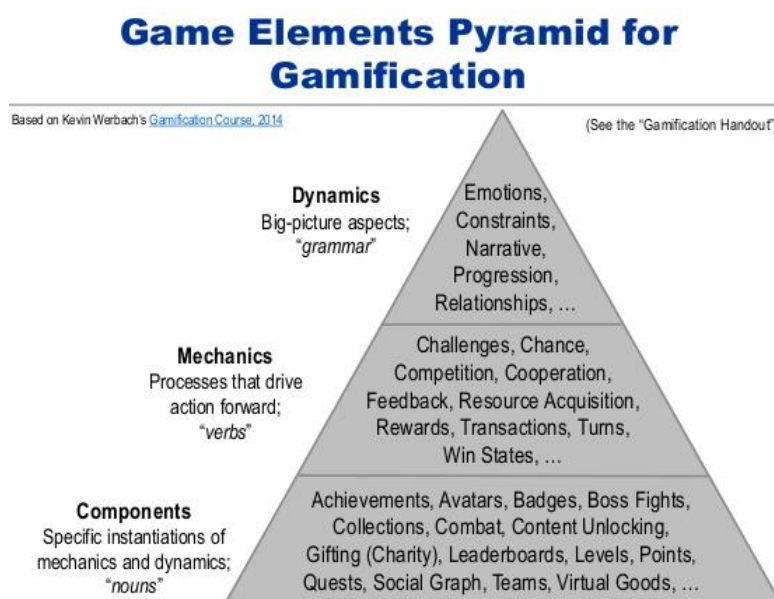 Game Elements Pyramid for
Gamification
Based on Kevin Werbach's Gamification Course, 2014
(See the "Gamification Handout"
Dynamics
Big-picture aspects;
"grammar"
Emotions,
Constraints,
Narrative,
Progression,
Relationships, …
Mechanics
Processes that drive
action forward;
"verbs"
Challenges, Chance,
Competition, Cooperation,
Feedback, Resource Acquisition,
Rewards, Transactions, Turns,
Win States, …
Components
Specific instantiations of
mechanics and dynamics;
"nouns"
Achievements, Avatars, Badges, Boss Fights,
Collections, Combat, Content Unlocking,
Gifting (Charity), Leaderboards, Levels, Points,
Quests, Social Graph, Teams, Virtual Goods, …